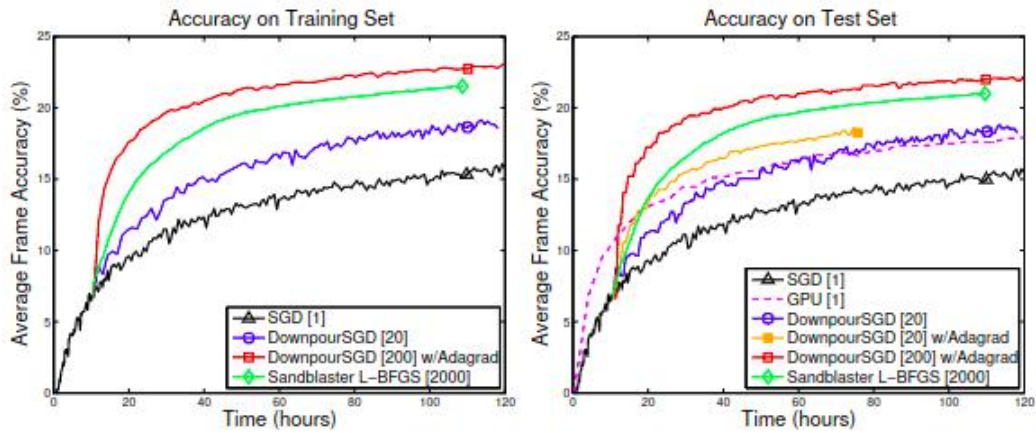 Accuracy on Training Set
25
20
15
10
5
0
0 20 40 60 80 100 120
Average Frame Accuracy (%)
Time (hours)
SGD [1]
DownpourSGD [20]
DownpourSGD [200] w/Adagrad
Sandblaster L−BFGS [2000]
Accuracy on Test Set
25
20
15
10
5
0
0 20 40 60 80 100 120
Average Frame Accuracy (%)
Time (hours)
SGD [1]
GPU [1]
DownpourSGD [20]
DownpourSGD [20] w/Adagrad
DownpourSGD [200] w/Adagrad
Sandblaster L−BFGS [2000]